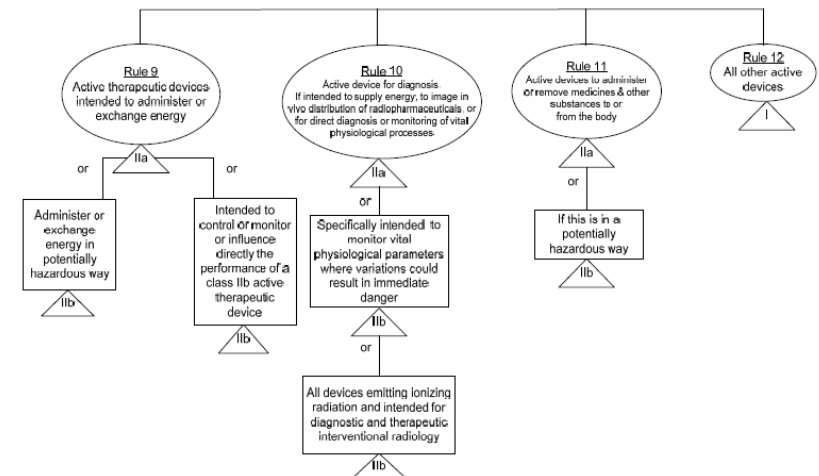 Rule 9
Active therapeutic devices
intended to administer or
exchange energy
IIa
or
or
Administer or
exchange
energy in
potentially
hazardous way
IIb
Intended to
control or monitor
or influence
directly the
performance of a
class IIb active
therapeutic
device
IIb
Rule 10
Active device for diagnosis.
If intended to supply energy, to image in
vivo distribution of radiopharmaceuticals, or
for direct diagnosis or monitoring of vital
physiological processes
IIa
or
Specifically intended to
monitor vital
physiological parameters
where variations could
result in immediate
danger
IIb
or
All devices emitting ionizing
radiation and intended for
diagnostic and therapeutic
interventional radiology
IIb
Rule 11
Active devices to administer
or remove medicines & other
substances to or
from the body
IIa
or
If this is in a
potentially
hazardous way
IIb
Rule 12
All other active
devices
I